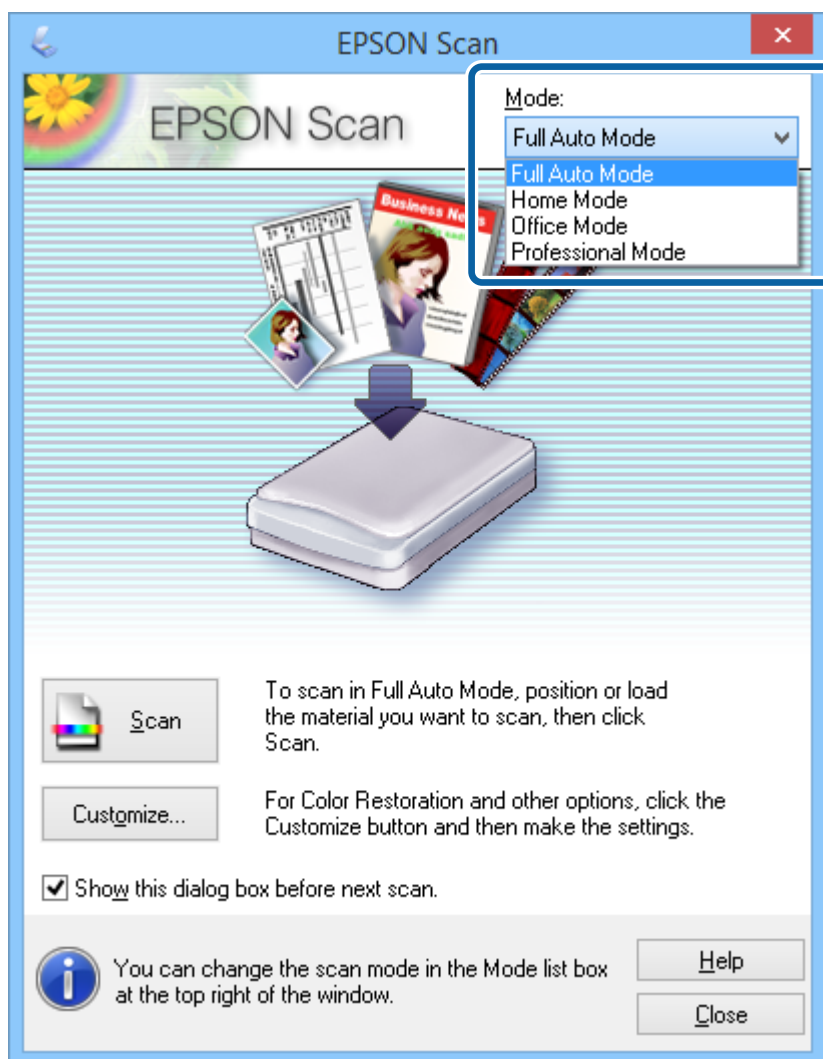 EPSON Scan
EPSON Scan
Mode:
Full Auto Mode
Full Auto Mode
Home Mode
Office Mode
Professional Mode
Business Ne
Scan
To scan in Full Auto Mode, position or load
the material you want to scan, then click
Scan.
Customize...
For Color Restoration and other options, click the
Customize button and then make the settings.
Show this dialog box before next scan.
You can change the scan mode in the Mode list box
at the top right of the window.
Help
Close